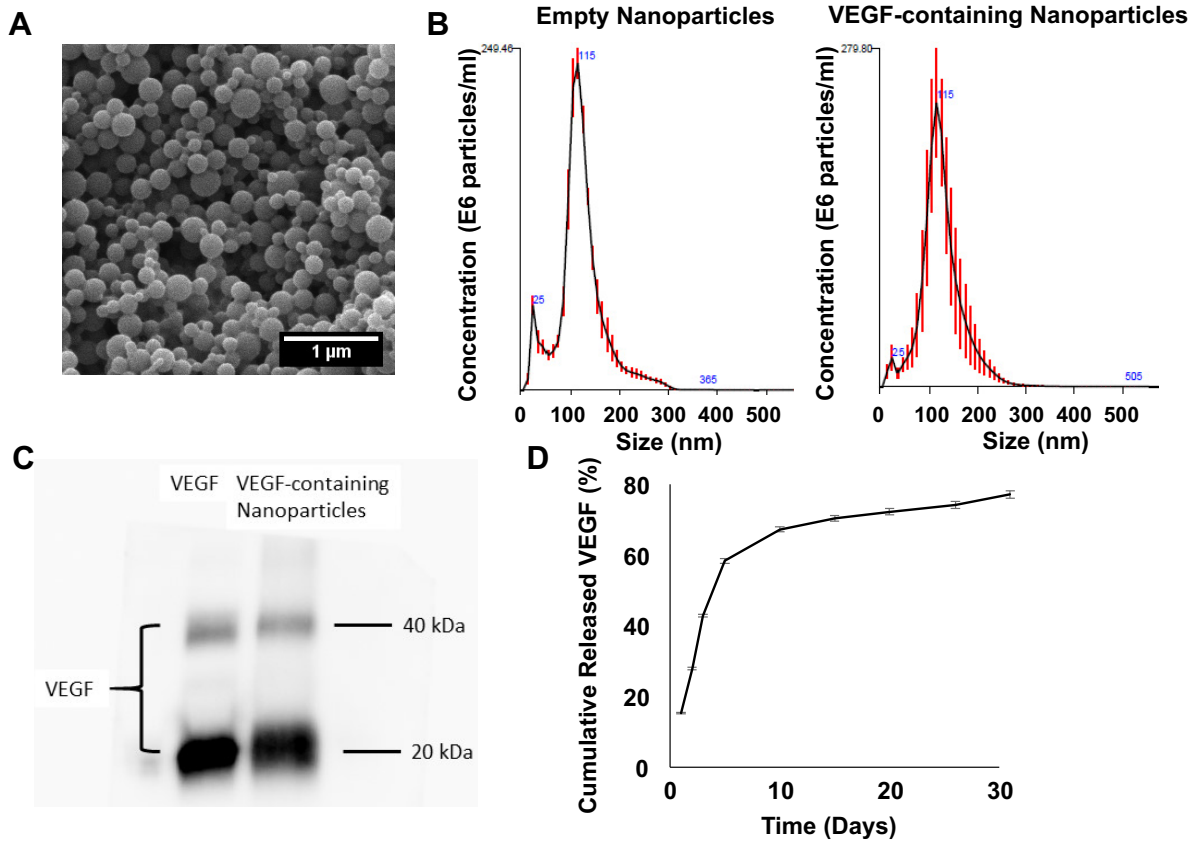 A
1 µm
B
Empty Nanoparticles
Concentration (E6 particles/ml)
249.46
115
25
365
0 100 200 300 400 500
Size (nm)
VEGF-containing Nanoparticles
Concentration (E6 particles/ml)
279.80
115
25
505
0 100 200 300 400 500
Size (nm)
C
VEGF
VEGF-containing
Nanoparticles
40 kDa
VEGF
20 kDa
D
Cumulative Released VEGF (%)
80
60
40
20
0
0 10 20 30
Time (Days)